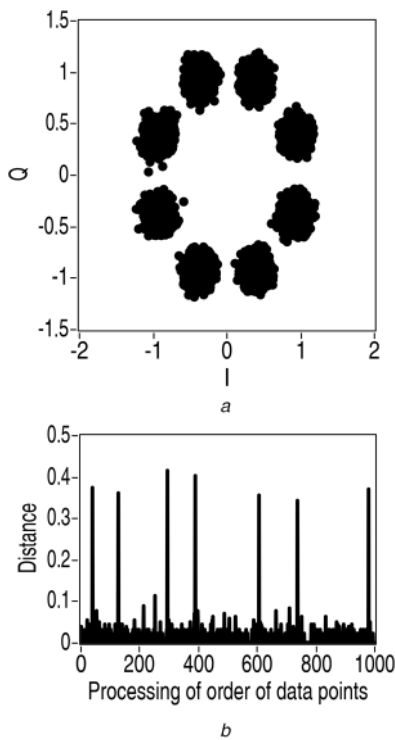 1.5
1
0.5
0
-0.5
-1
-1.5
Q
-2 -1 0 1 2
I
a
0.5
0.4
0.3
0.2
0.1
0
Distance
0 200 400 600 800 1000
Processing of order of data points
b